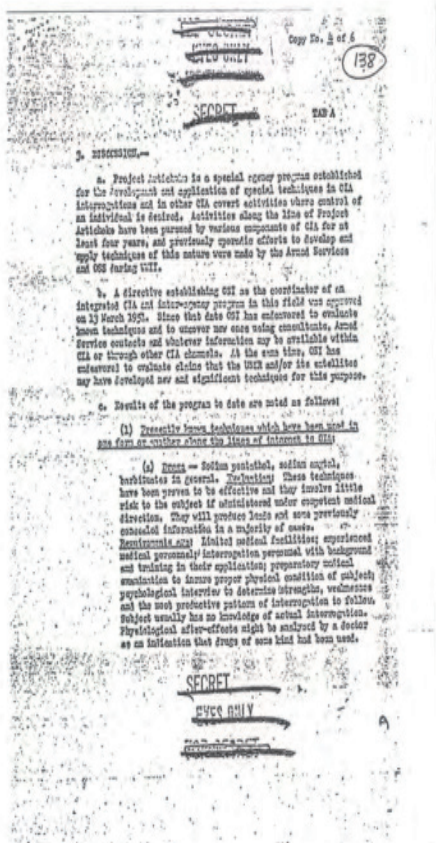 TOP SECRET
EYES ONLY
Copy No. 4 of 6
138
SECRET
TAB A
3. DISCUSSION.—
a. Project Artichoke is a special agency program established
for the development and application of special techniques in CIA
interrogations and in other CIA covert activities where control of
an individual is desired. Activities along the line of Project
Artichoke have been pursued by various components of CIA for at
least four years, and previously sporadic efforts to develop and
apply techniques of this nature were made by the Armed Services
and OSS during WWII.
b. A directive establishing OSI as the coordinator of an
integrated CIA and inter-agency program in this field was approved
on 13 March 1951. Since that date OSI has endeavored to evaluate
known techniques and to uncover new ones using consultants, Armed
Service contacts and whatever information may be available within
CIA or through other CIA channels. At the same time, OSI has
endeavored to evaluate claims that the USSR and/or its satellites
may have developed new and significant techniques for this purpose.
c. Results of the program to date are noted as follows:
(1) Presently known techniques which have been used in
one form or another along the lines of interest to CIA:
(a) Drugs — Sodium pentothal, sodium amytal,
barbituates in general. Evaluation: These techniques
have been proven to be effective and they involve little
risk to the subject if administered under competent medical
direction. They will produce leads and some previously
concealed information in a majority of cases.
Requirements are: Limited medical facilities; experienced
medical personnel; interrogation personnel with background
and training in their application; preparatory medical
examination to insure proper physical condition of subject;
psychological interview to determine strengths, weaknesses
and the most productive pattern of interrogation to follow.
Subject usually has no knowledge of actual interrogation.
Physiological after-effects might be analyzed by a doctor
as an indication that drugs of some kind had been used.
SECRET
EYES ONLY
A
TOP SECRET